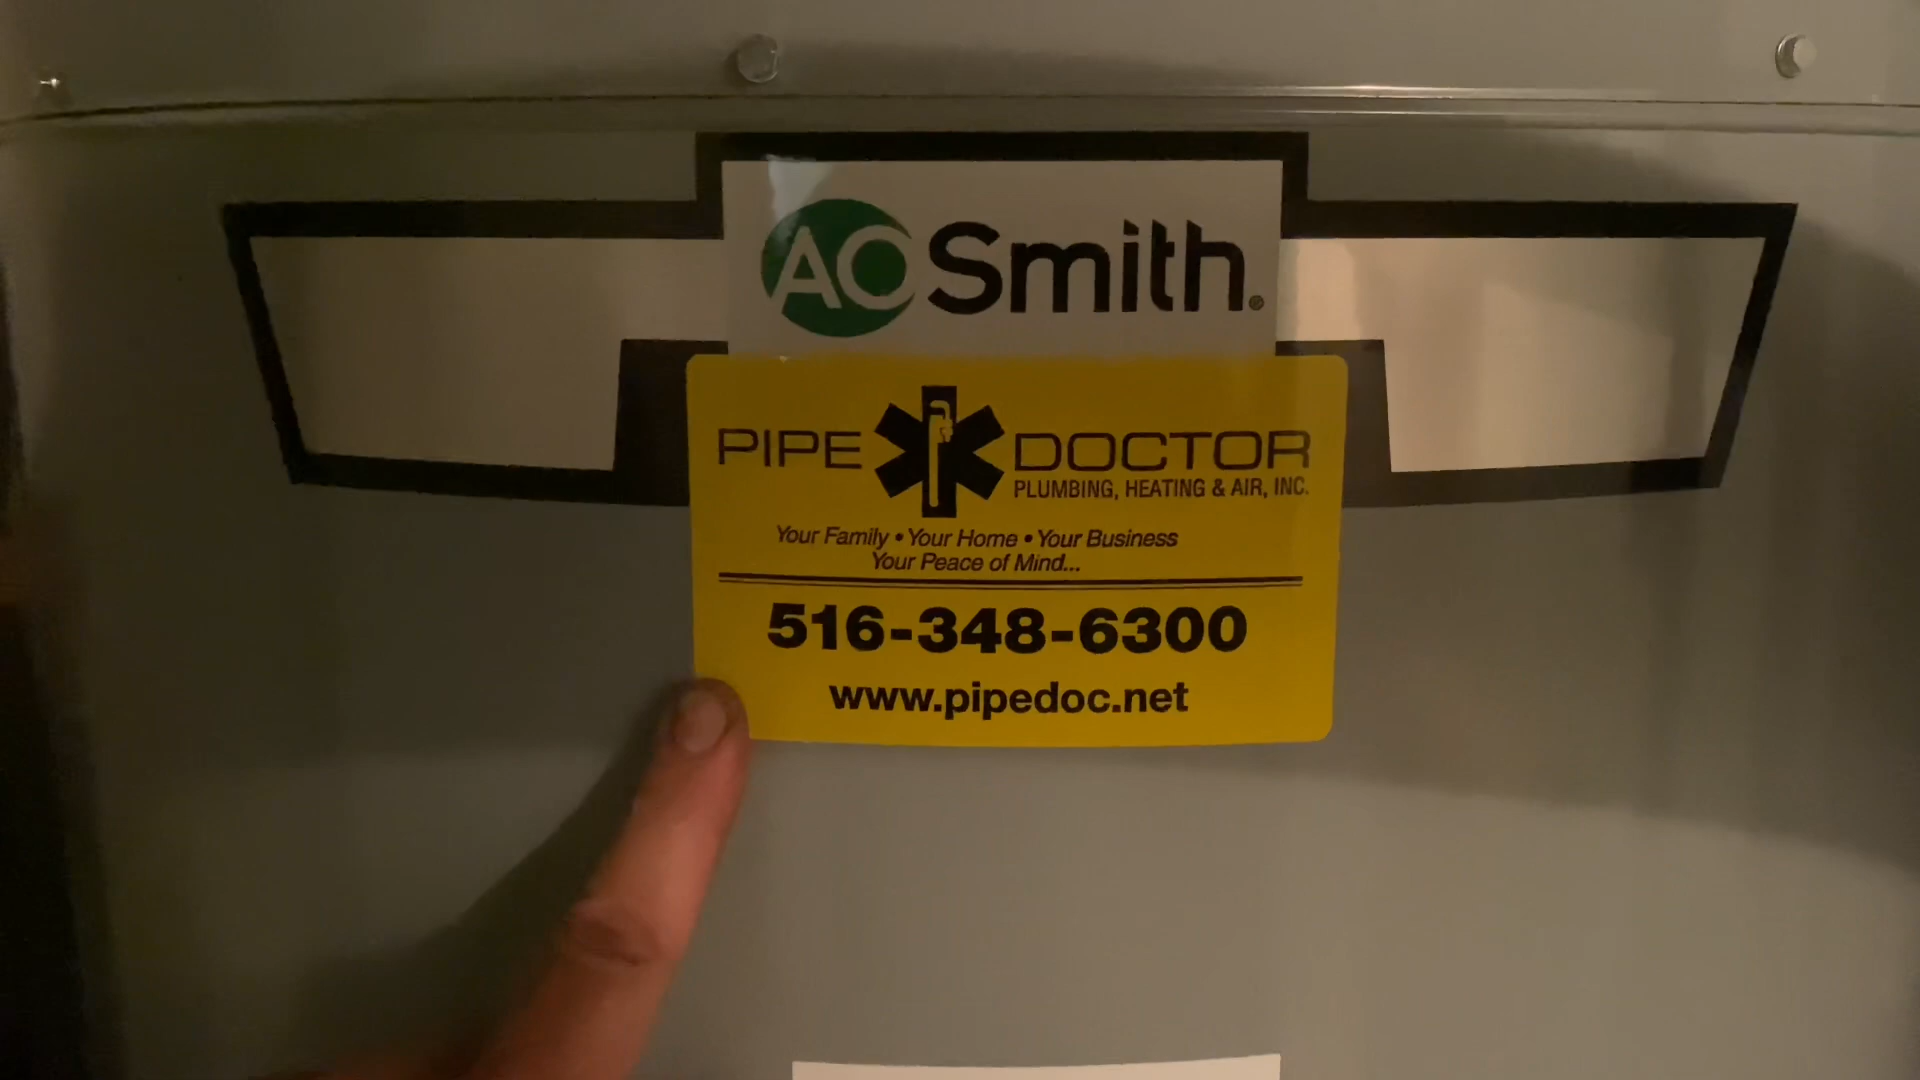 AO Smith®
PIPE DOCTOR
PLUMBING, HEATING & AIR, INC.
Your Family • Your Home • Your Business
Your Peace of Mind...
516-348-6300
www.pipedoc.net